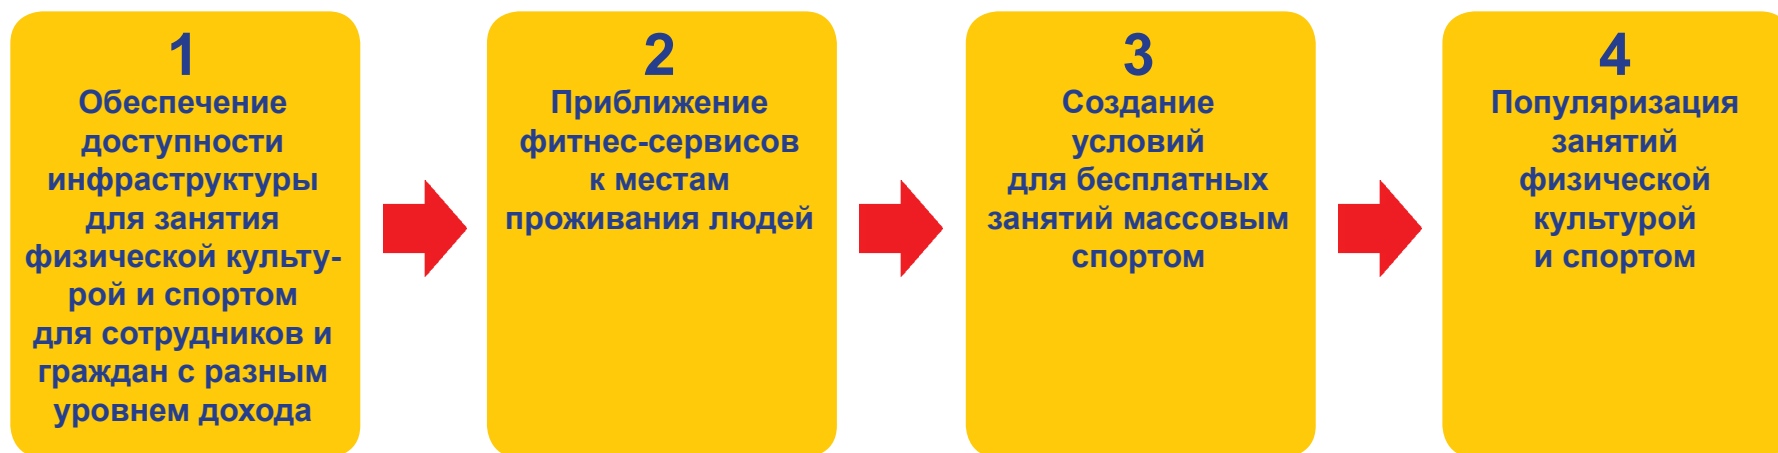 1
Обеспечение
доступности
инфраструктуры
для занятия
физической культу-
рой и спортом
для сотрудников и
граждан с разным
уровнем дохода
2
Приближение
фитнес-сервисов
к местам
проживания людей
3
Создание
условий
для бесплатных
занятий массовым
спортом
4
Популяризация
занятий
физической
культурой
и спортом